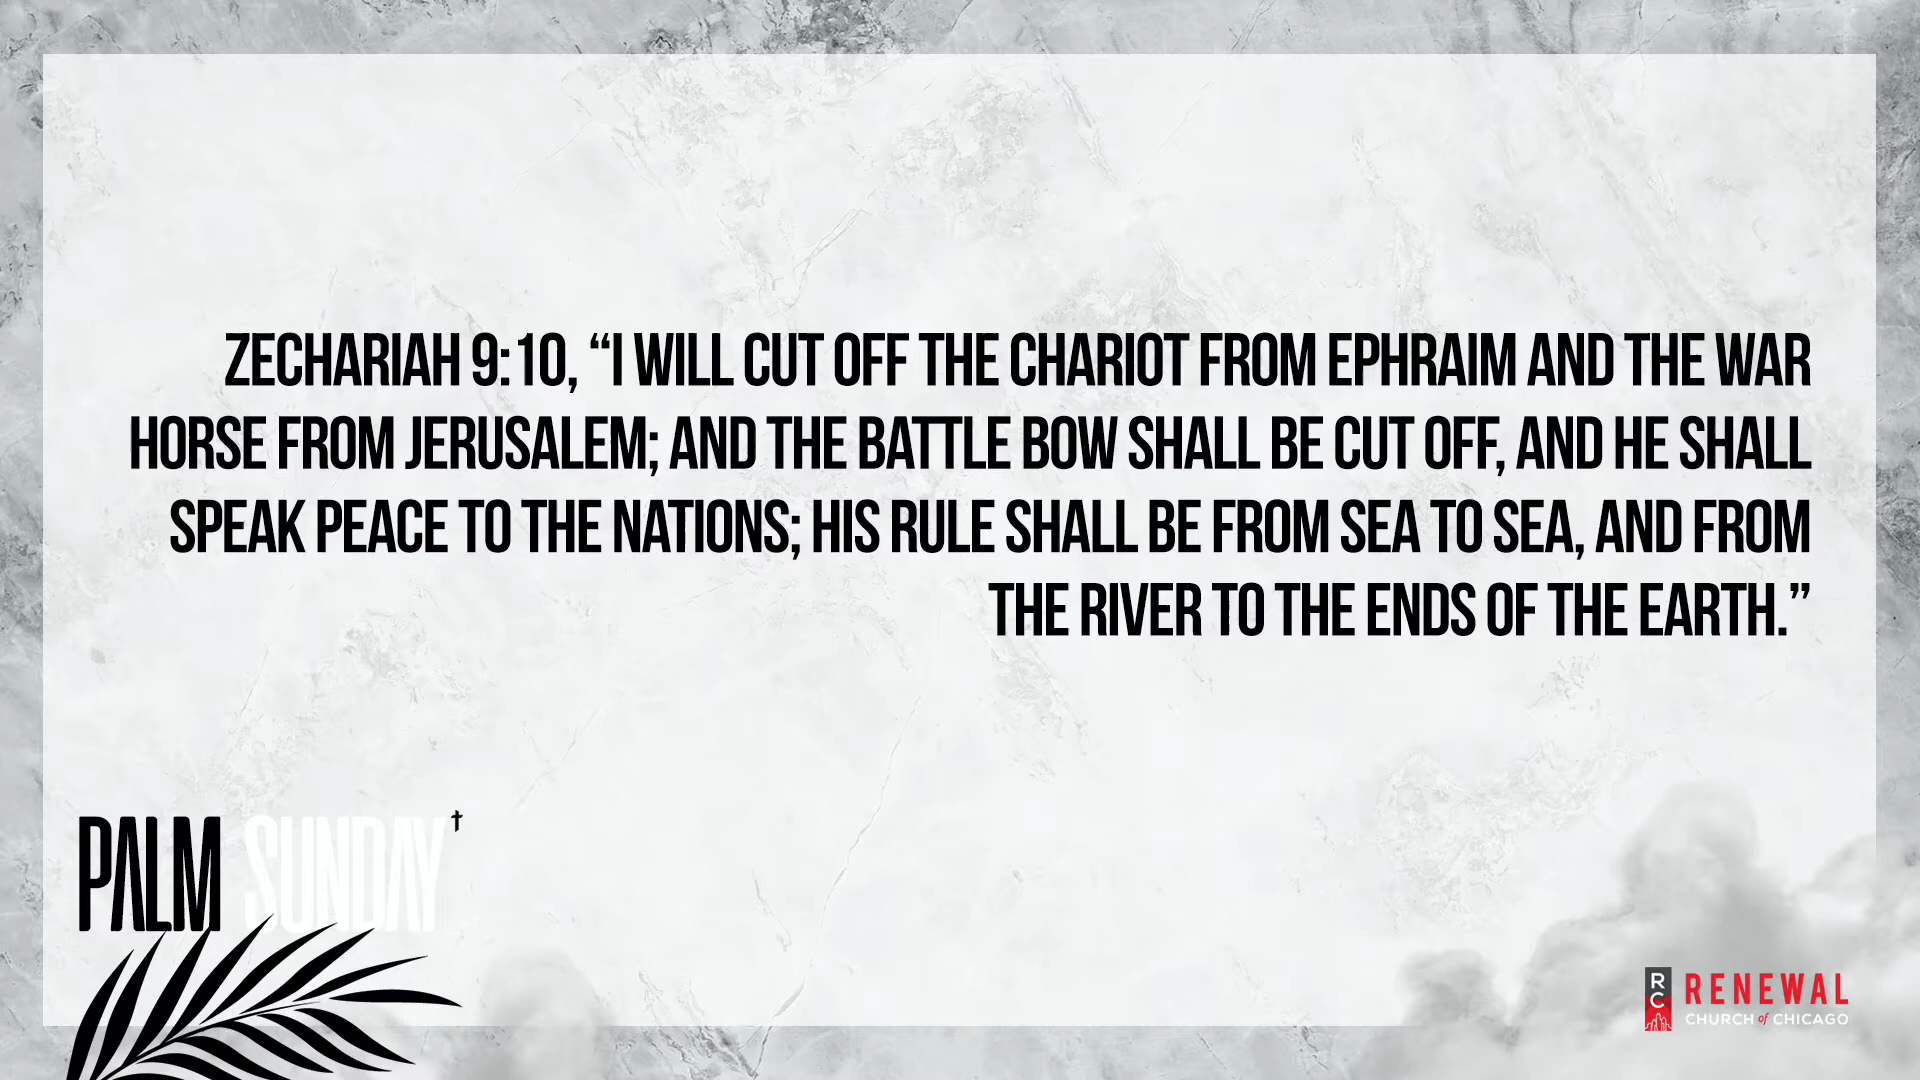 ZECHARIAH 9:10, “I WILL CUT OFF THE CHARIOT FROM EPHRAIM AND THE WAR
HORSE FROM JERUSALEM; AND THE BATTLE BOW SHALL BE CUT OFF, AND HE SHALL
SPEAK PEACE TO THE NATIONS; HIS RULE SHALL BE FROM SEA TO SEA, AND FROM
THE RIVER TO THE ENDS OF THE EARTH.”
PALM SUNDAY
RC
RENEWAL
CHURCH of CHICAGO